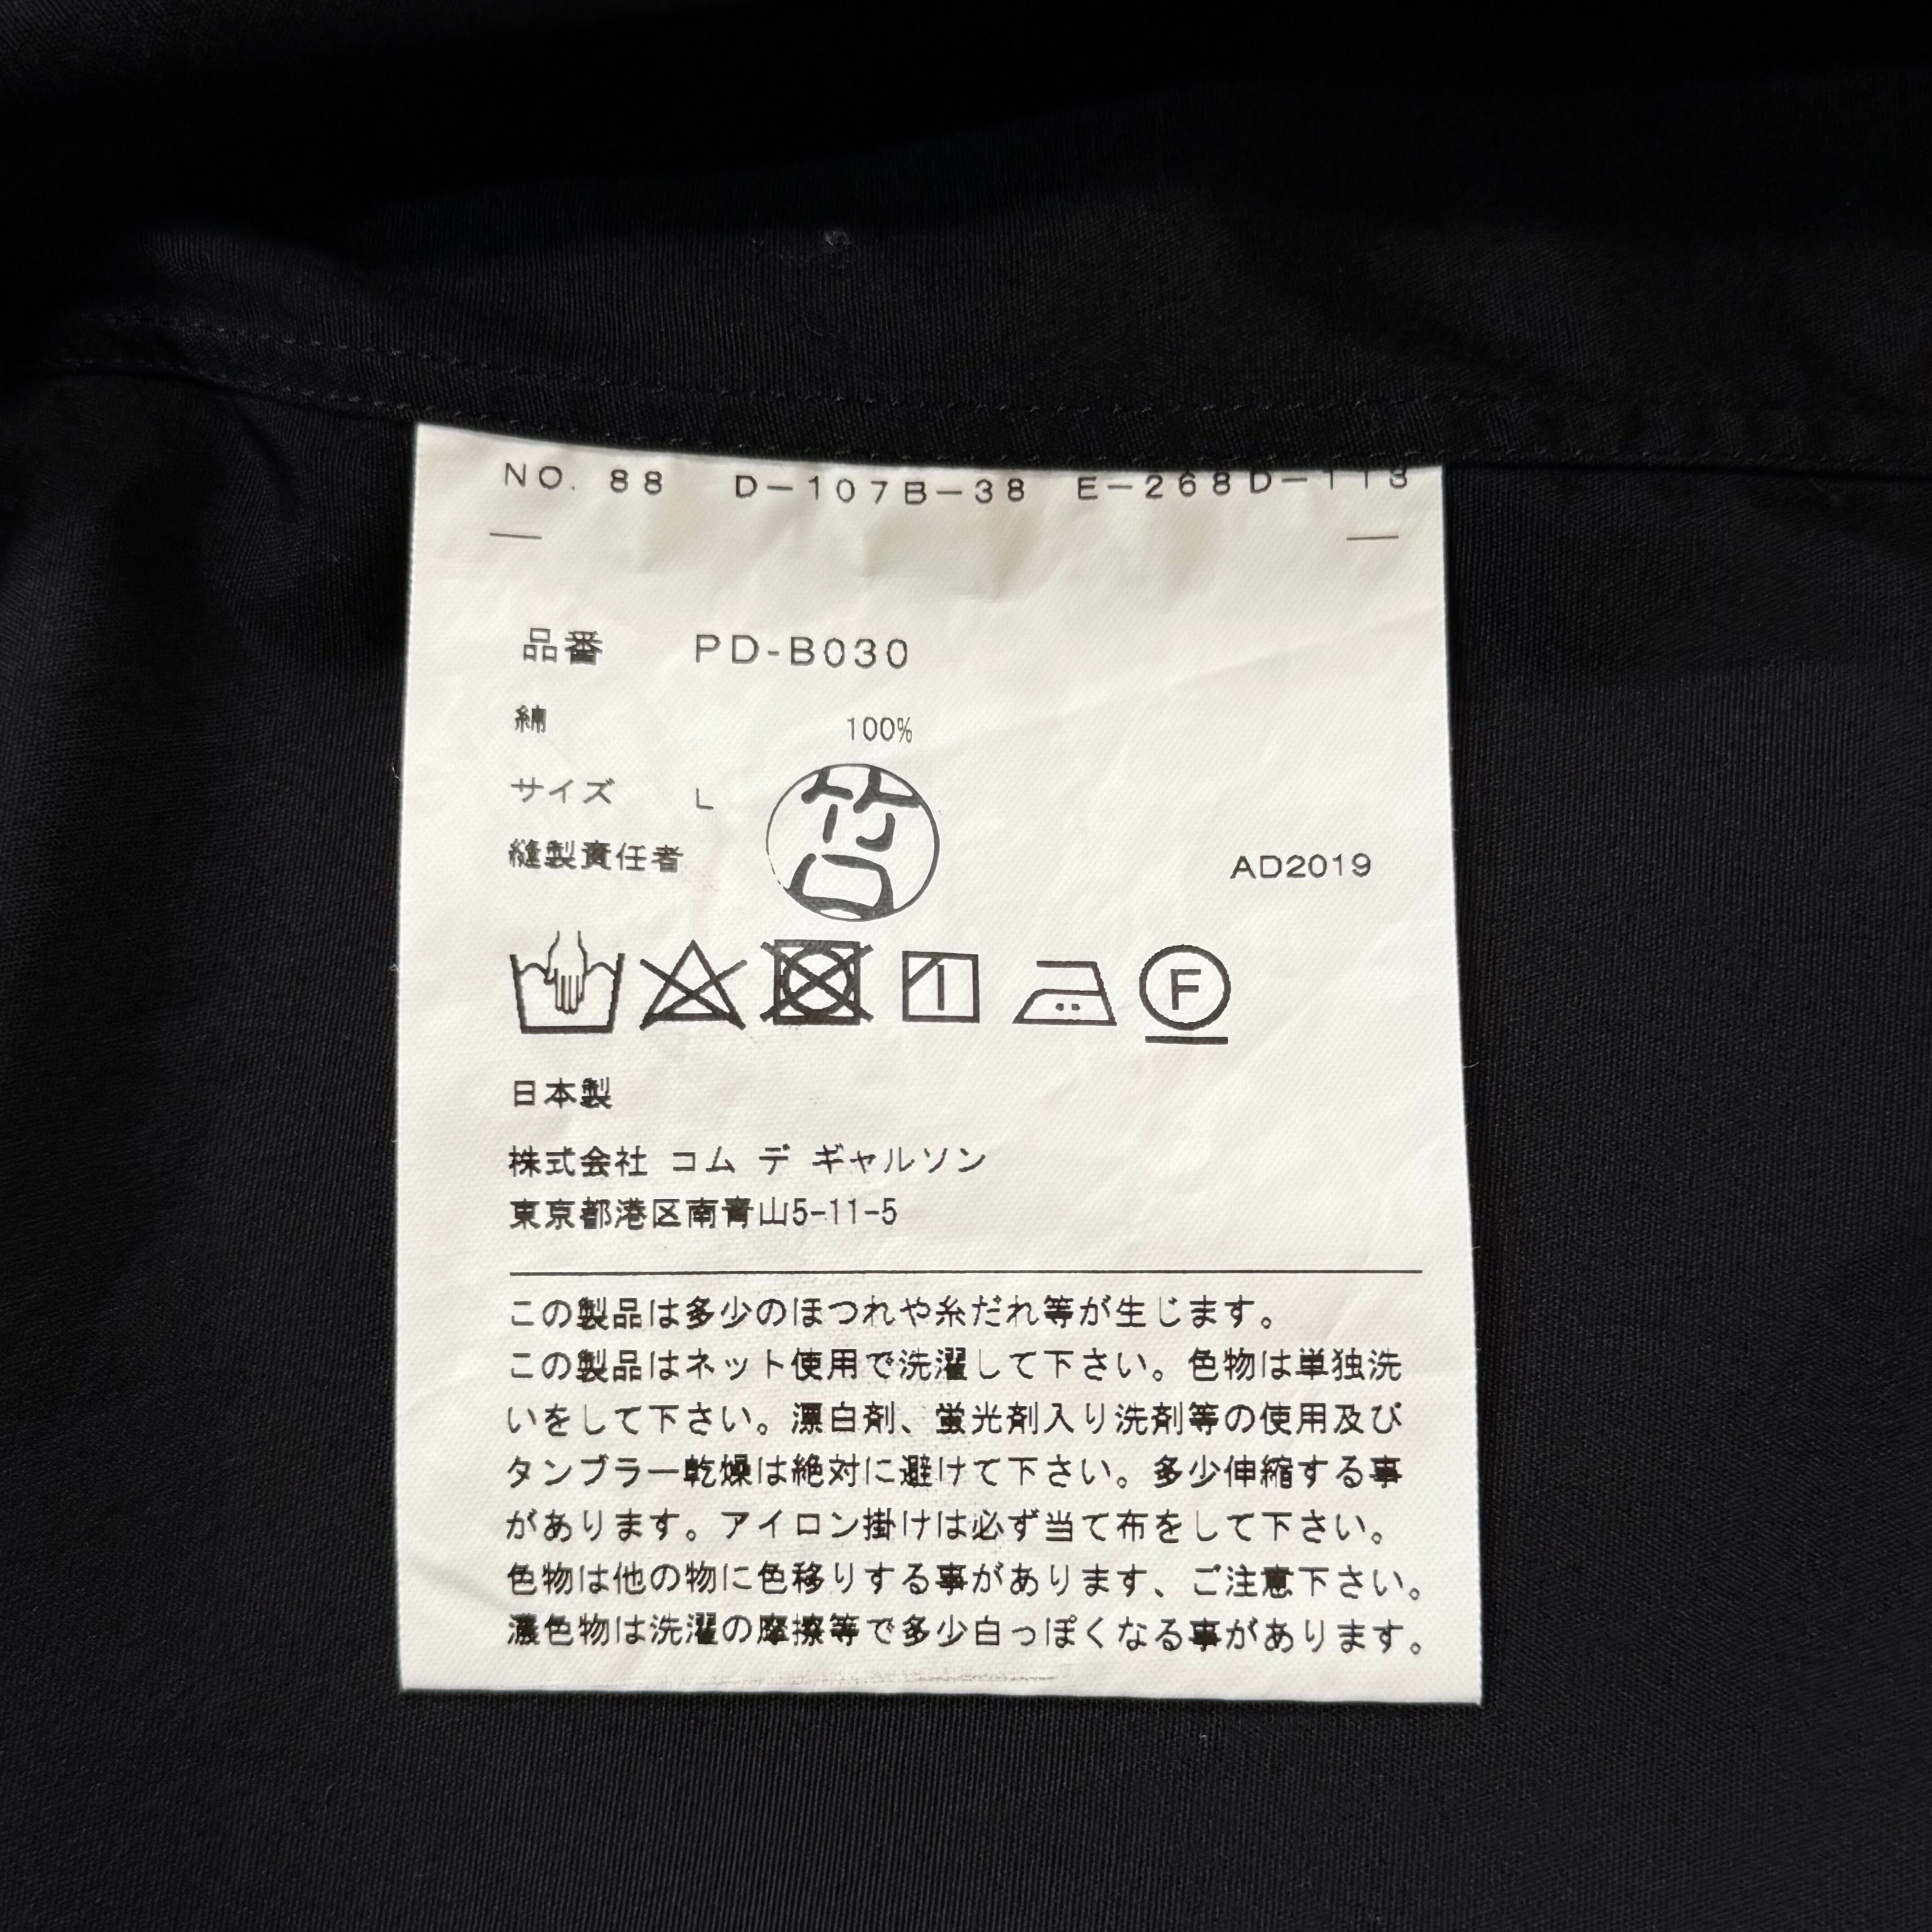 NO. 88 D-107B-38 E-268D-113
品番 PD-B030
綿 100%
サイズ L
竹口
縫製責任者
AD2019
F
日本製
株式会社 コム デ ギャルソン
東京都港区南青山5-11-5
この製品は多少のほつれや糸だれ等が生じます。
この製品はネット使用で洗濯して下さい。色物は単独洗
いをして下さい。漂白剤、蛍光剤入り洗剤等の使用及び
タンブラー乾燥は絶対に避けて下さい。多少伸縮する事
があります。アイロン掛けは必ず当て布をして下さい。
色物は他の物に色移りする事があります、ご注意下さい。
濃色物は洗濯の摩擦等で多少白っぽくなる事があります。